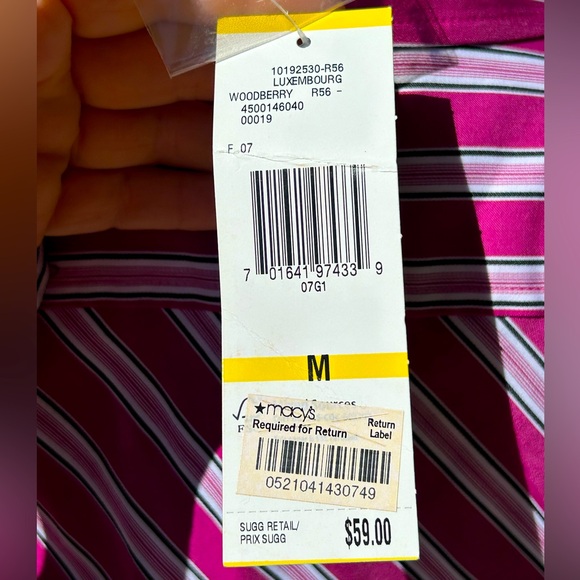 10192530-R56
LUXEMBOURG
WOODBERRY R56 -
4500146040
00019
F 07
7 01641 97433 9
07G1
M
★macy's
Required for Return
Return
Label
0521041430749
SUGG RETAIL/
PRIX SUGG
$59.00